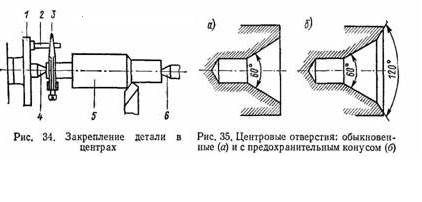 1 2 3
4 5 6
Рис. 34. Закрепление детали в
центрах
а) б)
60° 60° 120°
Рис. 35. Центровые отверстия: обыкновен-
ные (а) и с предохранительным конусом (б)